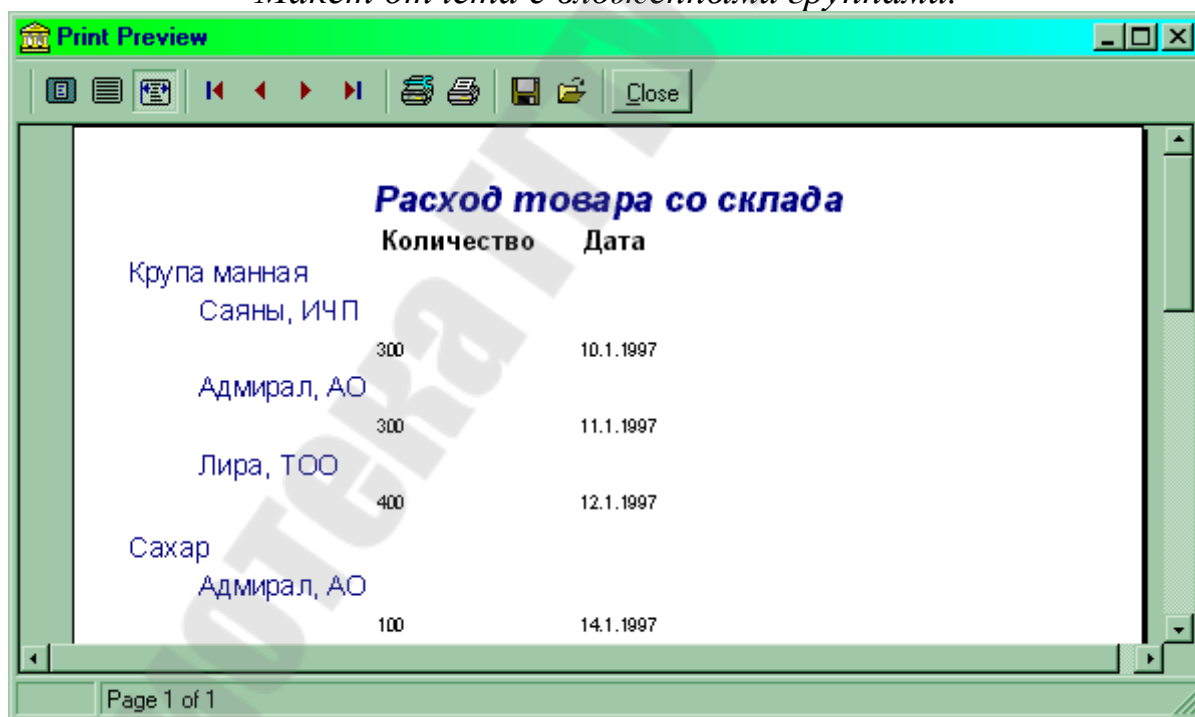 Макет отчета с вложенными группами.
Print Preview
Close
Расход товара со склада
Количество Дата
Крупа манная
Саяны, ИЧП
300 10.1.1997
Адмирал, АО
300 11.1.1997
Лира, ТОО
400 12.1.1997
Сахар
Адмирал, АО
100 14.1.1997
Page 1 of 1